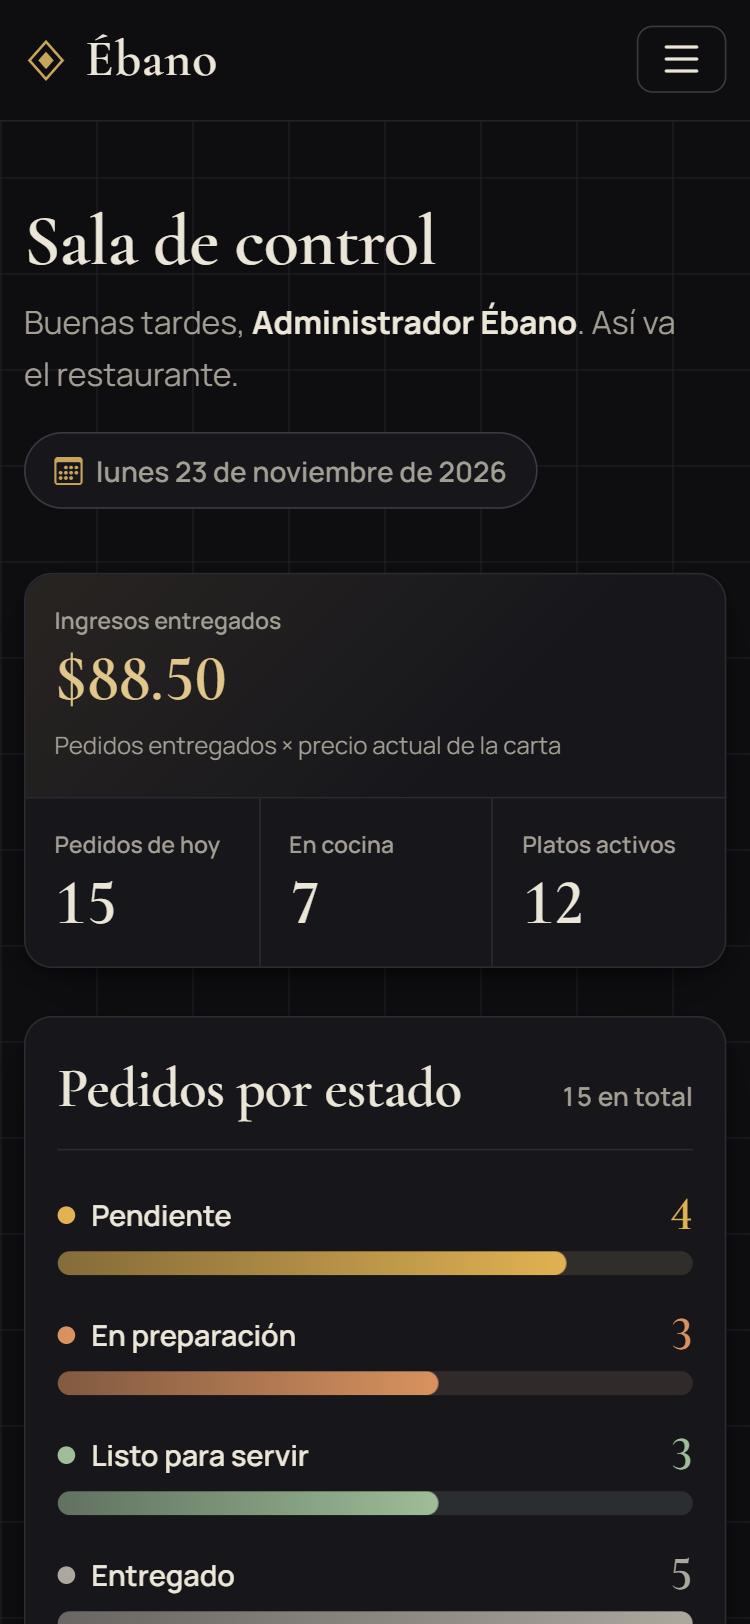 Ébano
Sala de control
Buenas tardes, Administrador Ébano. Así va
el restaurante.
lunes 23 de noviembre de 2026
Ingresos entregados
$88.50
Pedidos entregados × precio actual de la carta
Pedidos de hoy
15
En cocina
7
Platos activos
12
Pedidos por estado
15 en total
Pendiente
4
En preparación
3
Listo para servir
3
Entregado
5